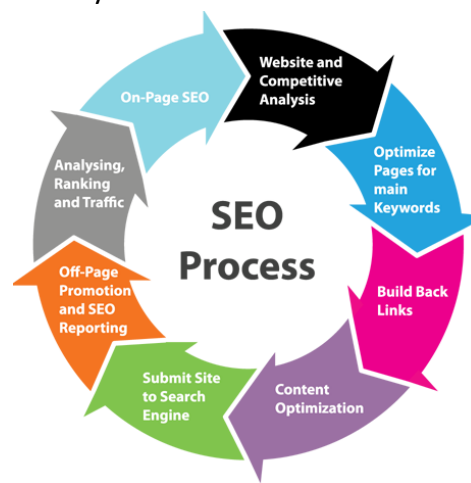 On-Page SEO
Website and
Competitive
Analysis
Optimize
Pages for
main
Keywords
Build Back
Links
Content
Optimization
Submit Site
to Search
Engine
Off-Page
Promotion
and SEO
Reporting
Analysing,
Ranking
and Traffic
SEO
Process